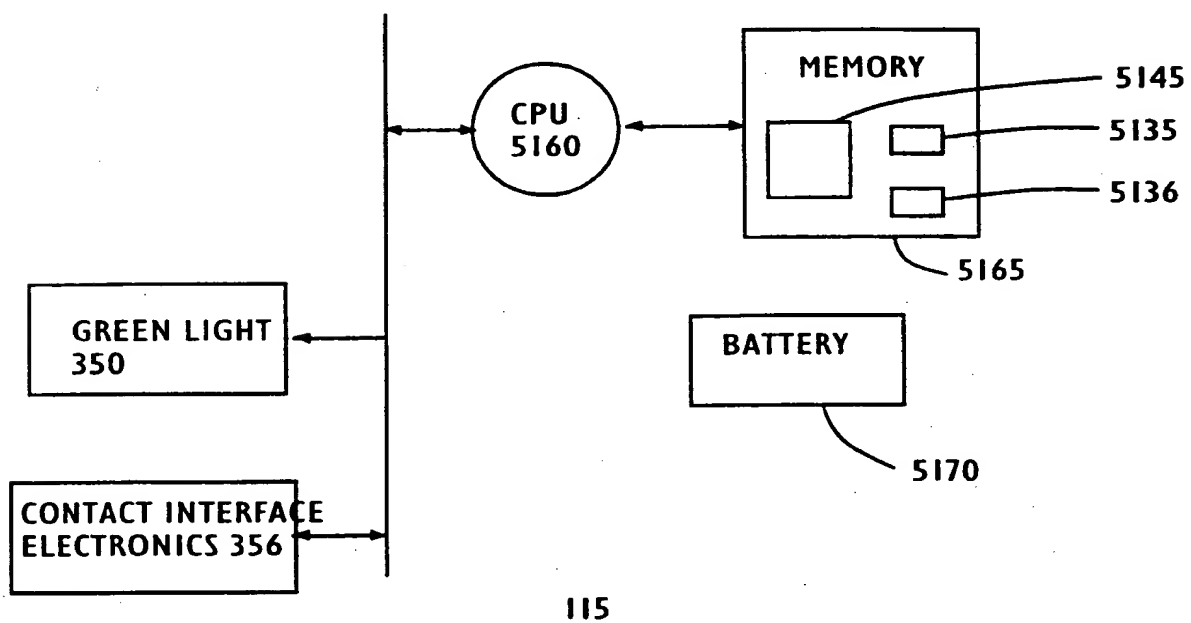 CPU
5160
MEMORY
5145
5135
5136
5165
GREEN LIGHT
350
BATTERY
5170
CONTACT INTERFACE
ELECTRONICS 356
115